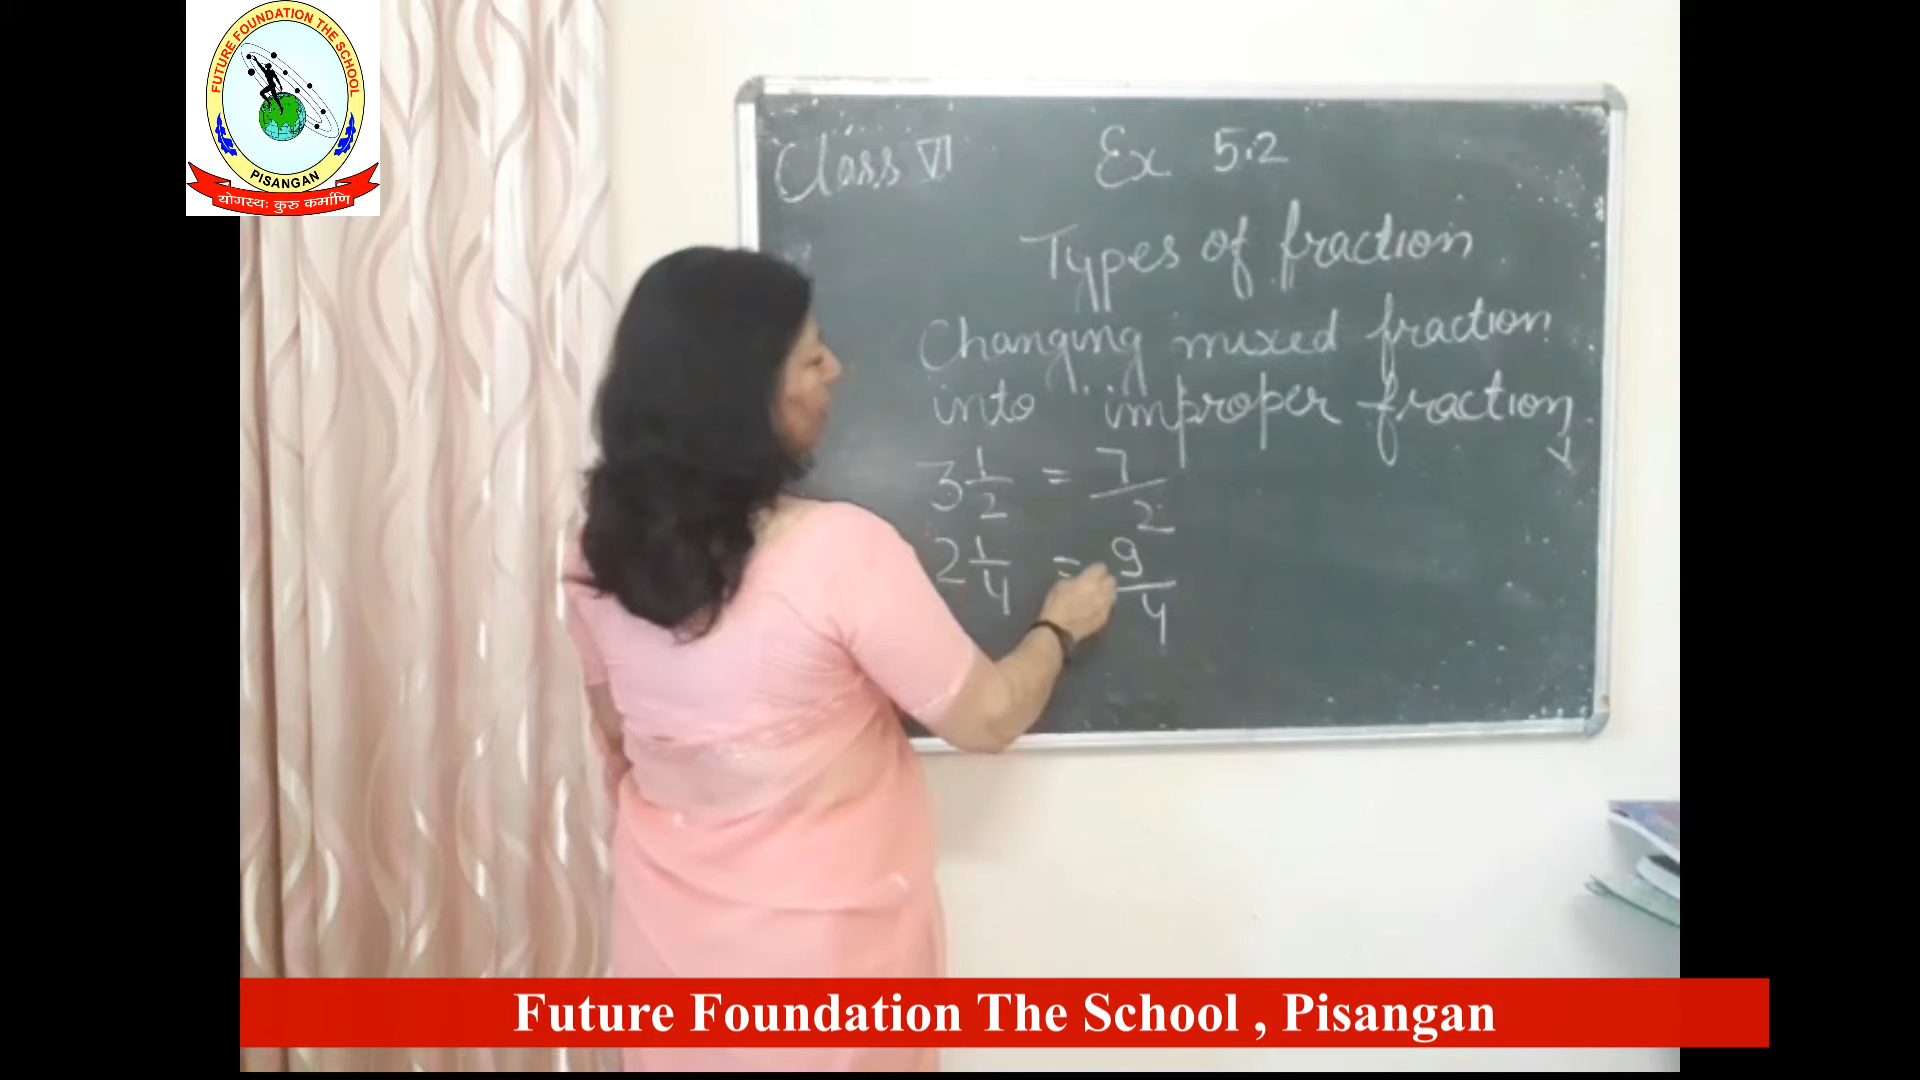 FUTURE FOUNDATION THE SCHOOL
PISANGAN
योगस्थः कुरु कर्माणि
Class VI Ex 5.2
Types of fraction
Changing mixed fraction
into improper fraction
3 1/2 = 7/2
2 1/4 = 9/4
Future Foundation The School , Pisangan